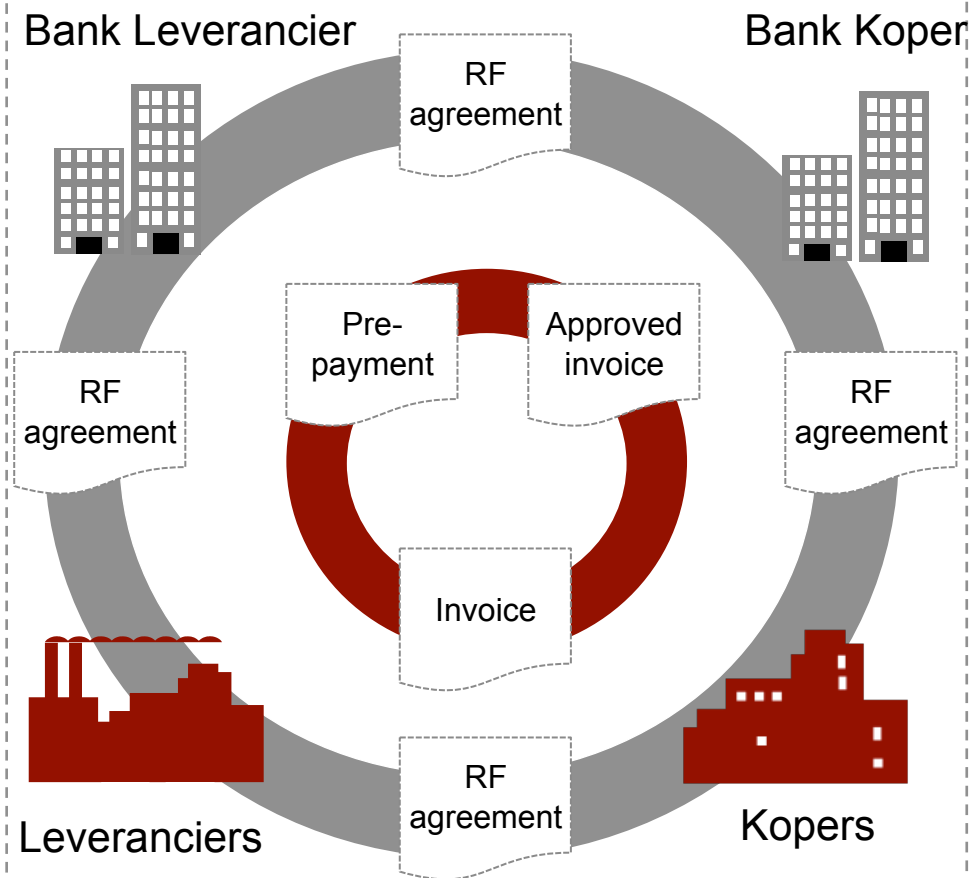 Bank Leverancier
Bank Koper
RF
agreement
Pre-
payment
Approved
invoice
RF
agreement
RF
agreement
Invoice
RF
agreement
Leveranciers
Kopers